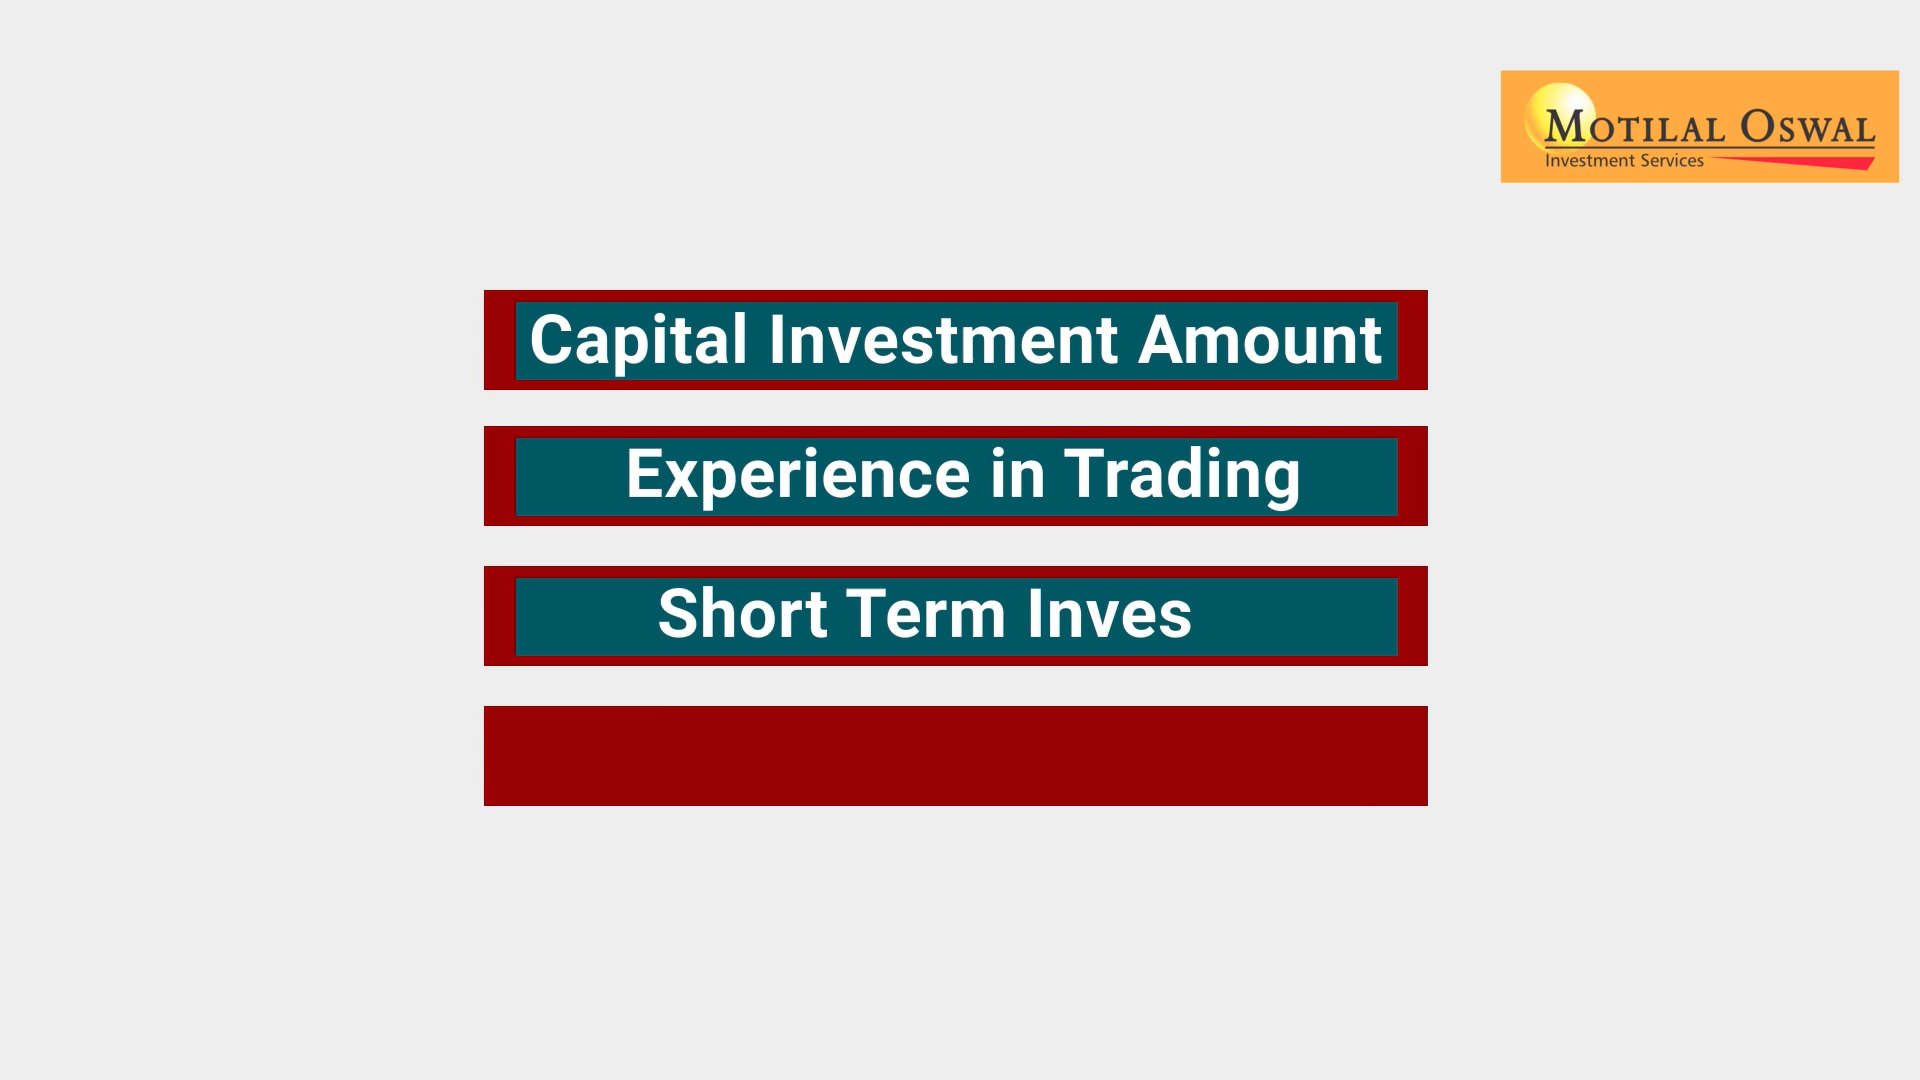 MOTILAL OSWAL
Investment Services
Capital Investment Amount
Experience in Trading
Short Term Inves